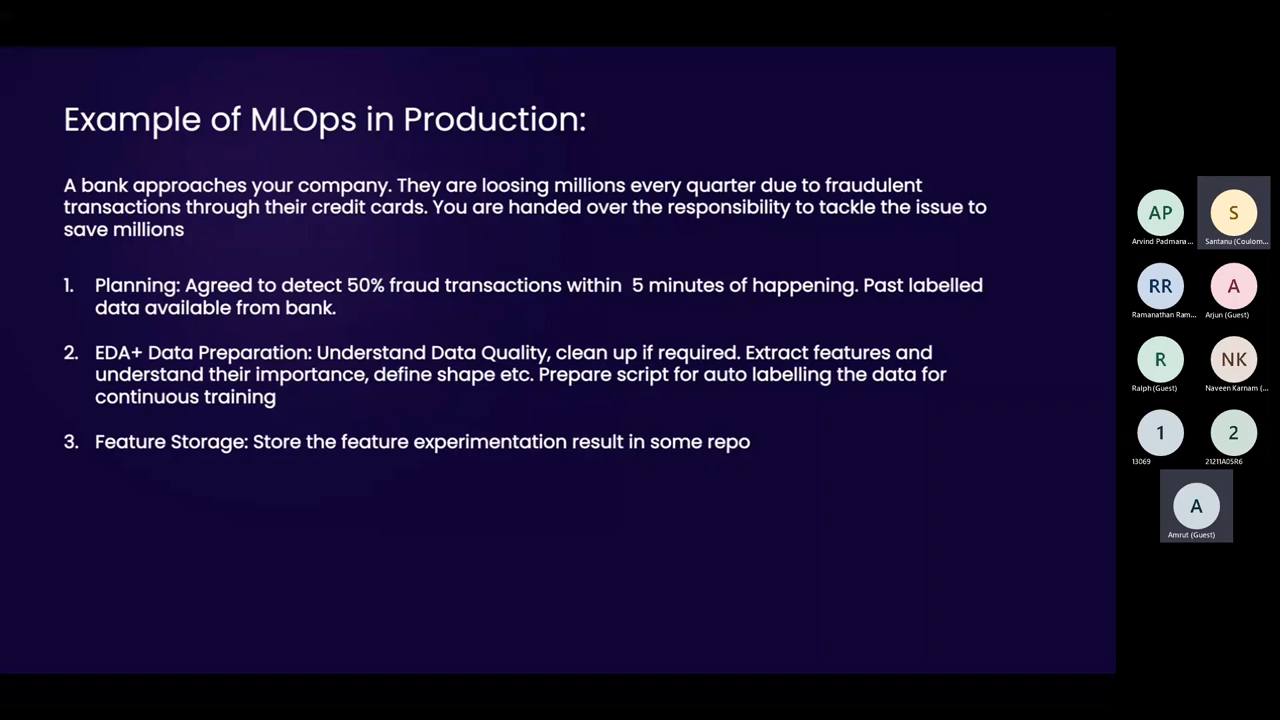 Example of MLOps in Production:
A bank approaches your company. They are loosing millions every quarter due to fraudulent
transactions through their credit cards. You are handed over the responsibility to tackle the issue to
save millions
1. Planning: Agreed to detect 50% fraud transactions within 5 minutes of happening. Past labelled
data available from bank.
2. EDA+ Data Preparation: Understand Data Quality, clean up if required. Extract features and
understand their importance, define shape etc. Prepare script for auto labelling the data for
continuous training
3. Feature Storage: Store the feature experimentation result in some repo
AP S
Arvind Padmana... Santanu (Coulom...
RR A
Ramanathan Ram... Arjun (Guest)
R NK
Ralph (Guest) Naveen Karnam (...
1 2
13069 21211A05R6
A
Amrut (Guest)